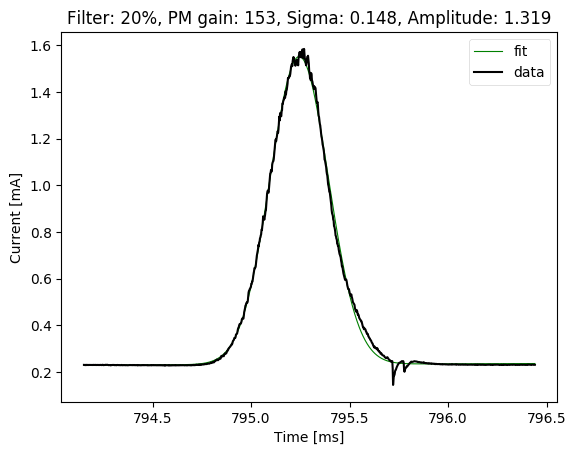 Filter: 20%, PM gain: 153, Sigma: 0.148, Amplitude: 1.319
fit
data
Current [mA]
1.6
1.4
1.2
1.0
0.8
0.6
0.4
0.2
794.5 795.0 795.5 796.0 796.5
Time [ms]